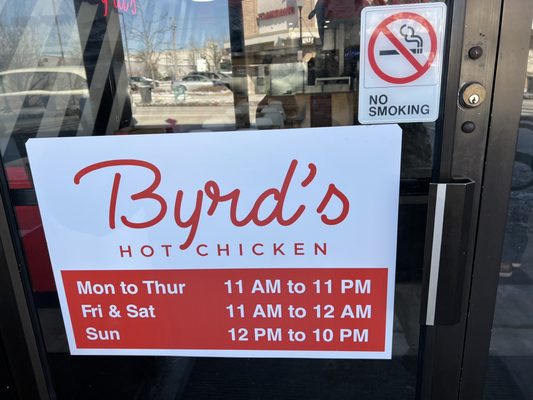 NO
SMOKING
Byrd's
HOT CHICKEN
Mon to Thur 11 AM to 11 PM
Fri & Sat 11 AM to 12 AM
Sun 12 PM to 10 PM